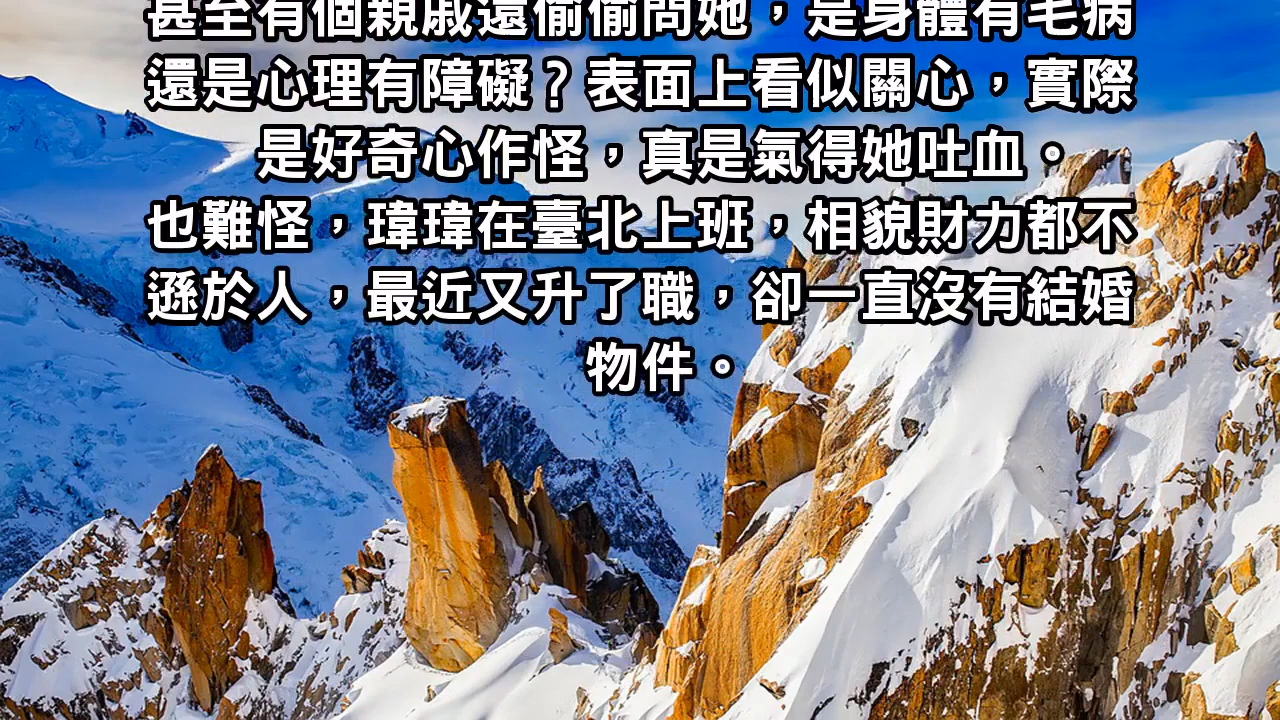 甚至有個親戚還偷偷問她，是身體有毛病
還是心理有障礙？表面上看似關心，實際
是好奇心作怪，真是氣得她吐血。
也難怪，瑋瑋在臺北上班，相貌財力都不
遜於人，最近又升了職，卻一直沒有結婚
物件。